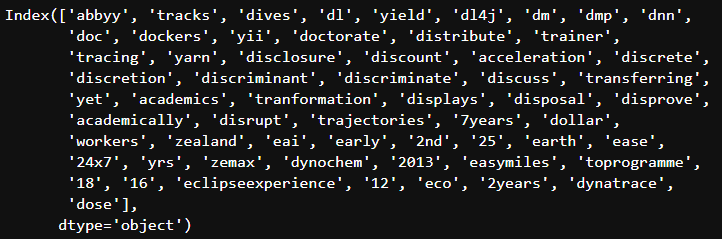 Index(['abbyy', 'tracks', 'dives', 'dl', 'yield', 'dl4j', 'dm', 'dmp', 'dnn',
'doc', 'dockers', 'yii', 'doctorate', 'distribute', 'trainer',
'tracing', 'yarn', 'disclosure', 'discount', 'acceleration', 'discrete',
'discretion', 'discriminant', 'discriminate', 'discuss', 'transferring',
'yet', 'academics', 'tranformation', 'displays', 'disposal', 'disprove',
'academically', 'disrupt', 'trajectories', '7years', 'dollar',
'workers', 'zealand', 'eai', 'early', '2nd', '25', 'earth', 'ease',
'24x7', 'yrs', 'zemax', 'dynochem', '2013', 'easymiles', 'toprogramme',
'18', '16', 'eclipseexperience', '12', 'eco', '2years', 'dynatrace',
'dose'],
dtype='object')